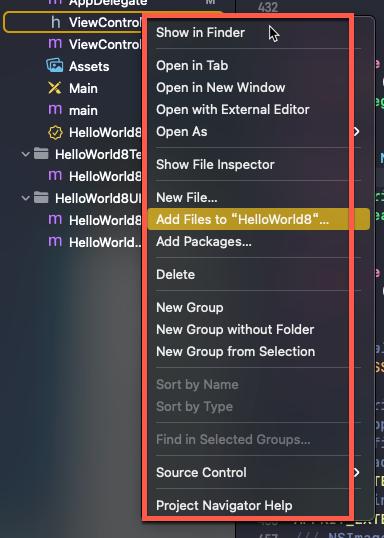 AppDelegate M
432
h ViewControl
Show in Finder
m ViewControl
Open in Tab
Assets
Open in New Window
Main
Open with External Editor
m main
Open As
HelloWorld8
HelloWorld8Te
Show File Inspector
m HelloWorld8
HelloWorld8UI
New File...
m HelloWorld8
Add Files to “HelloWorld8“...
m HelloWorld...
Add Packages...
Delete
New Group
New Group without Folder
New Group from Selection
Sort by Name
Sort by Type
Find in Selected Groups...
Source Control
Project Navigator Help